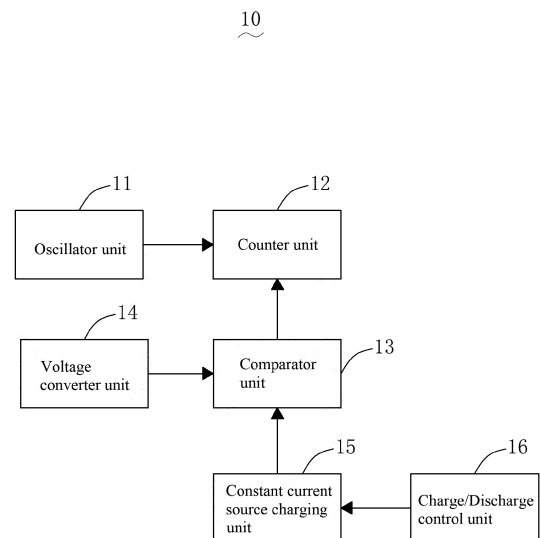 10
11
12
Oscillator unit
Counter unit
14
13
Voltage
converter unit
Comparator
unit
15
16
Constant current
source charging
unit
Charge/Discharge
control unit